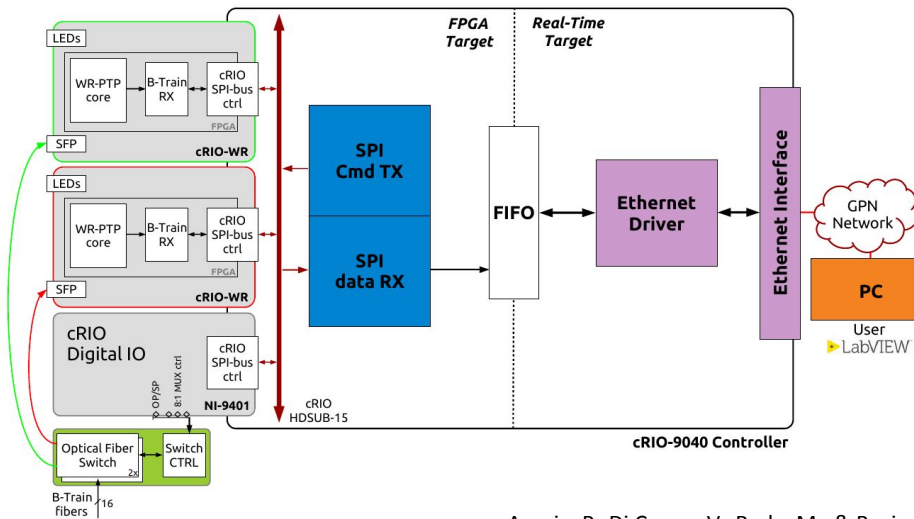 LEDs
WR-PTP
core
B-Train
RX
cRIO
SPI-bus
ctrl
FPGA
SFP
cRIO-WR
LEDs
WR-PTP
core
B-Train
RX
cRIO
SPI-bus
ctrl
FPGA
SFP
cRIO-WR
cRIO
Digital IO
cRIO
SPI-bus
ctrl
OP/SP
8:1 MUX ctrl
NI-9401
Optical Fiber
Switch
2x
Switch
CTRL
B-Train
fibers
16
FPGA
Target
Real-Time
Target
SPI
Cmd TX
SPI
data RX
FIFO
Ethernet
Driver
Ethernet Interface
GPN
Network
PC
User
LabVIEW
cRIO
HDSUB-15
cRIO-9040 Controller